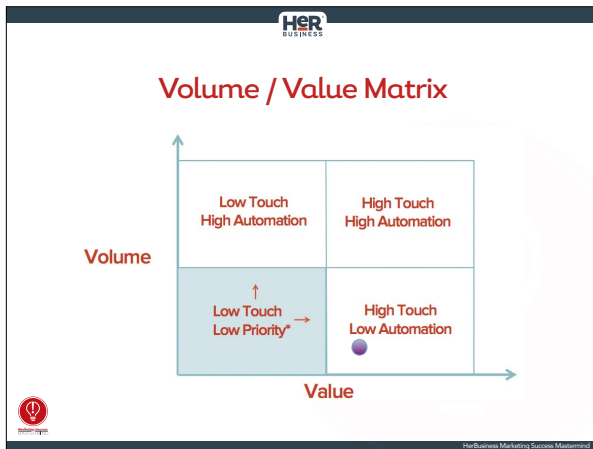 HeR
BUSINESS
Volume / Value Matrix
Low Touch
High Automation
High Touch
High Automation
Volume
Low Touch
Low Priority*
High Touch
Low Automation
Value
HerBusiness Marketing Success Mastermind